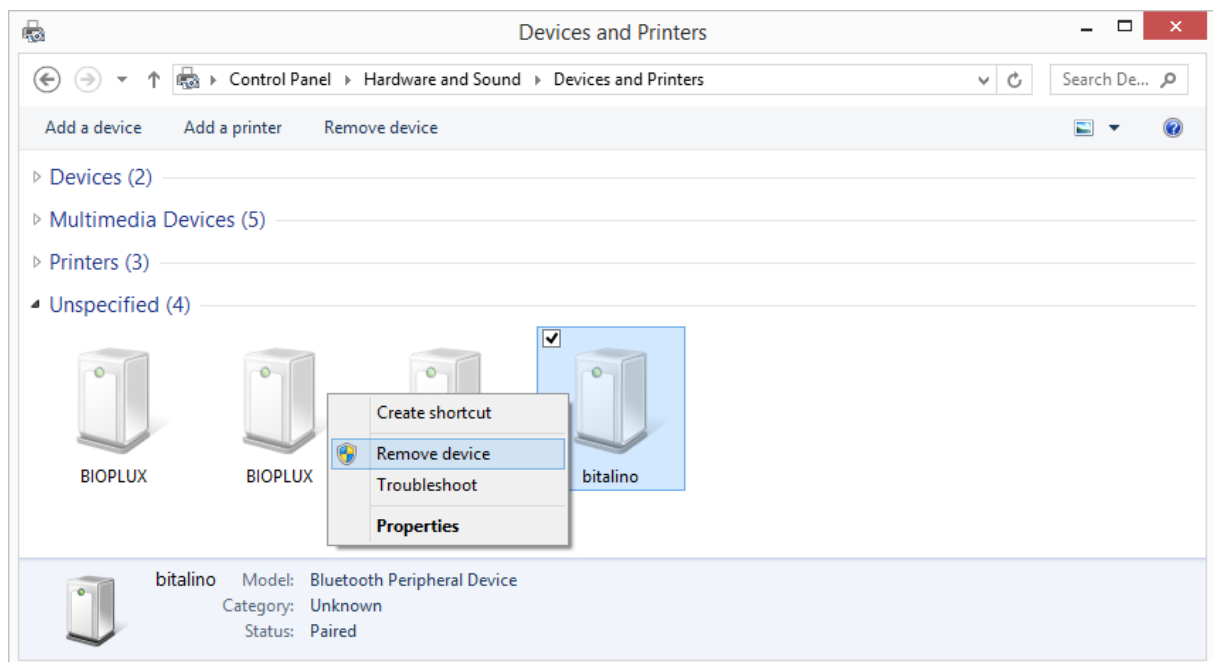 Devices and Printers
Control Panel Hardware and Sound Devices and Printers
Search De...
Add a device Add a printer Remove device
Devices (2)
Multimedia Devices (5)
Printers (3)
Unspecified (4)
BIOPLUX BIOPLUX bitalino
Create shortcut
Remove device
Troubleshoot
Properties
bitalino Model: Bluetooth Peripheral Device
Category: Unknown
Status: Paired